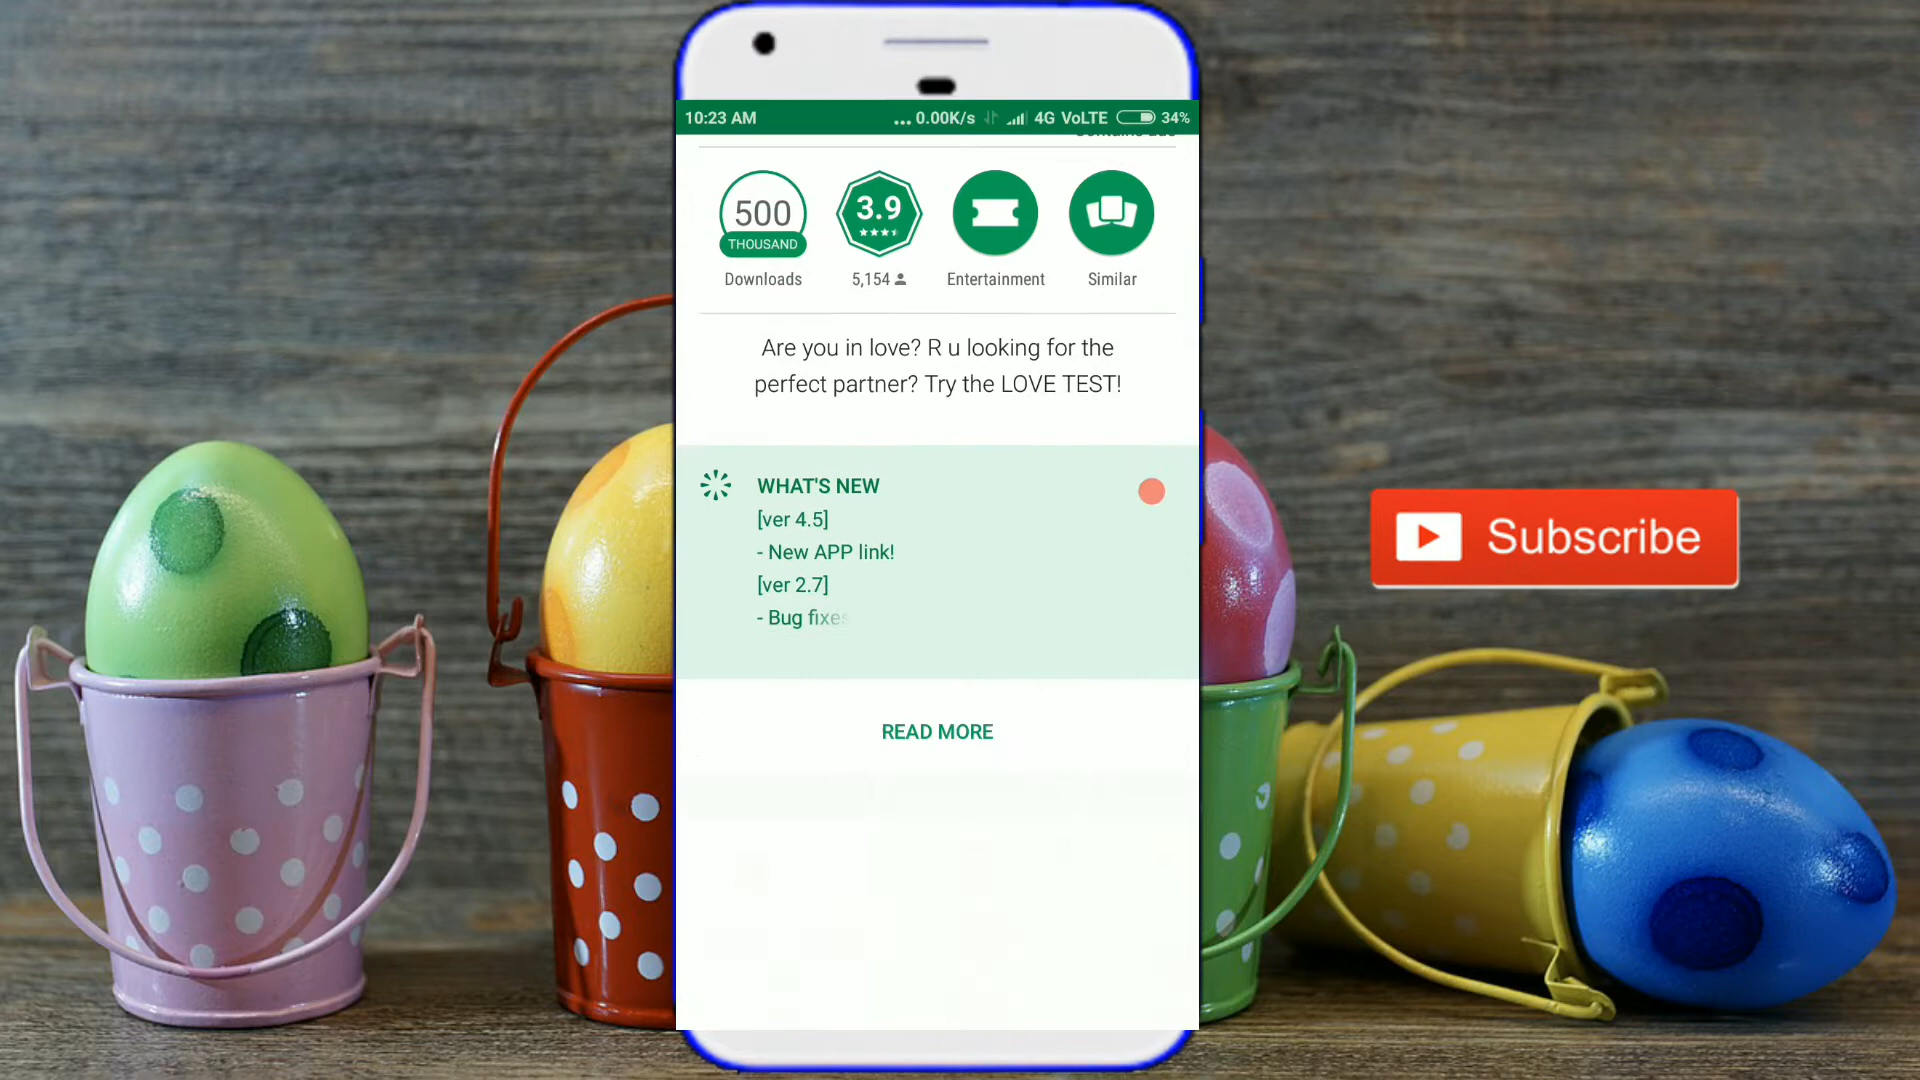 10:23 AM ... 0.00K/s 4G VoLTE 34%
500
THOUSAND
Downloads
3.9
5,154
Entertainment
Similar
Are you in love? R u looking for the
perfect partner? Try the LOVE TEST!
WHAT'S NEW
[ver 4.5]
- New APP link!
[ver 2.7]
- Bug fixes
READ MORE
Subscribe